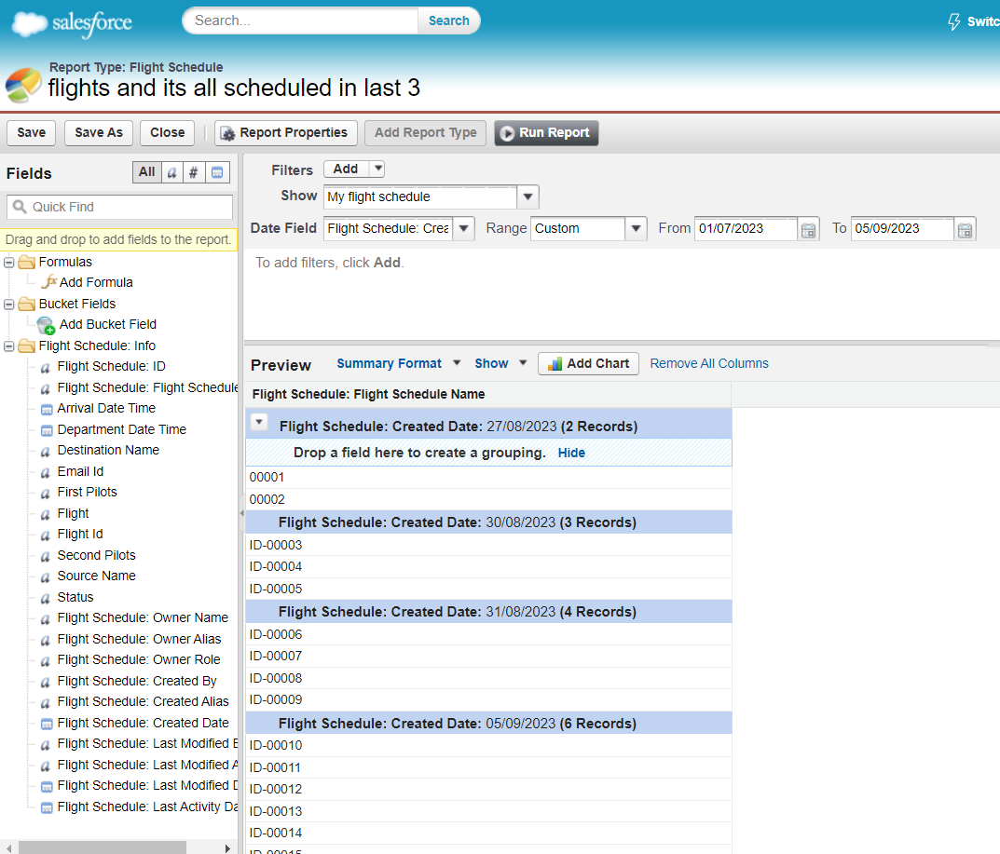 salesforce
Search...
Search
Switc
Report Type: Flight Schedule
flights and its all scheduled in last 3
Save
Save As
Close
Report Properties
Add Report Type
Run Report
Fields
All
a
#
Quick Find
Drag and drop to add fields to the report.
Formulas
fx Add Formula
Bucket Fields
Add Bucket Field
Flight Schedule: Info
a Flight Schedule: ID
a Flight Schedule: Flight Schedule
Arrival Date Time
Department Date Time
a Destination Name
a Email Id
a First Pilots
a Flight
a Flight Id
a Second Pilots
a Source Name
a Status
a Flight Schedule: Owner Name
a Flight Schedule: Owner Alias
a Flight Schedule: Owner Role
a Flight Schedule: Created By
a Flight Schedule: Created Alias
Flight Schedule: Created Date
a Flight Schedule: Last Modified B
a Flight Schedule: Last Modified A
Flight Schedule: Last Modified D
Flight Schedule: Last Activity Da
Filters Add
Show My flight schedule
Date Field Flight Schedule: Crea Range Custom From 01/07/2023 To 05/09/2023
To add filters, click Add.
Preview Summary Format Show Add Chart Remove All Columns
Flight Schedule: Flight Schedule Name
Flight Schedule: Created Date: 27/08/2023 (2 Records)
Drop a field here to create a grouping. Hide
00001
00002
Flight Schedule: Created Date: 30/08/2023 (3 Records)
ID-00003
ID-00004
ID-00005
Flight Schedule: Created Date: 31/08/2023 (4 Records)
ID-00006
ID-00007
ID-00008
ID-00009
Flight Schedule: Created Date: 05/09/2023 (6 Records)
ID-00010
ID-00011
ID-00012
ID-00013
ID-00014
ID-00015